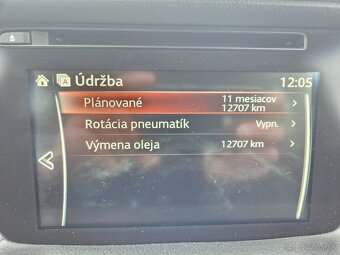 Údržba 12:05
Plánované 11 mesiacov
12707 km
Rotácia pneumatík Vypn.
Výmena oleja 12707 km